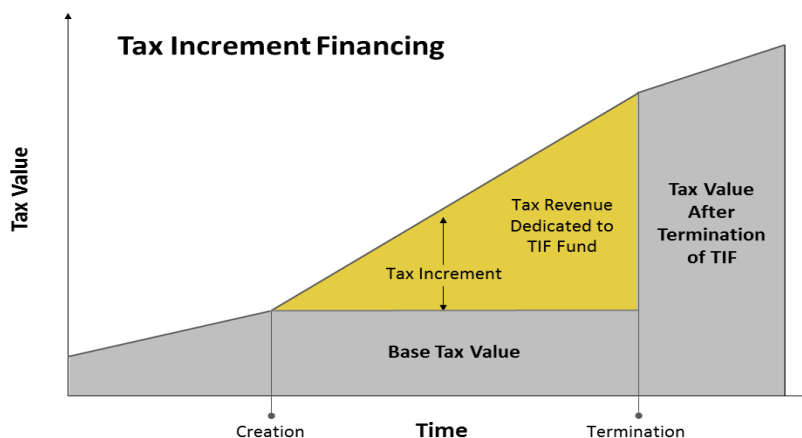 Tax Increment Financing
Tax Value
Tax Revenue
Dedicated to
TIF Fund
Tax Increment
Tax Value
After
Termination
of TIF
Base Tax Value
Creation
Time
Termination